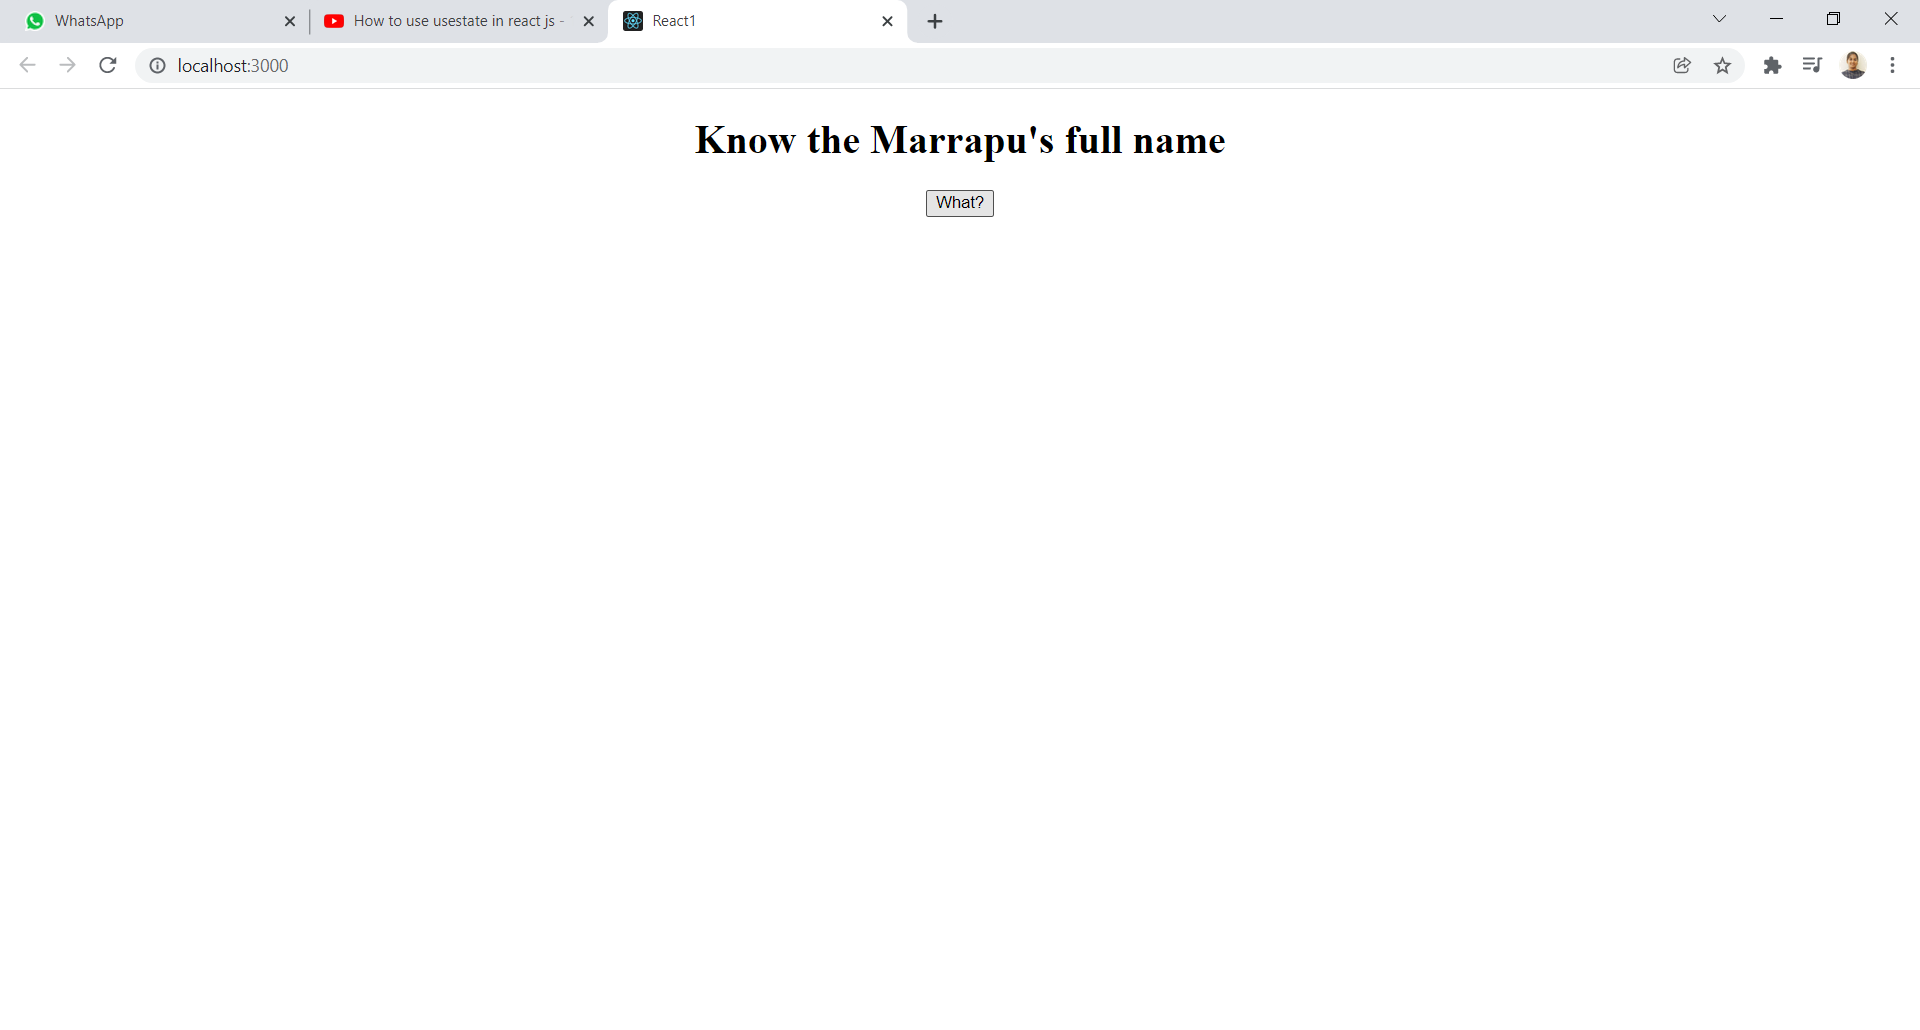 WhatsApp
How to use usestate in react js -
React1
localhost:3000
Know the Marrapu's full name
What?